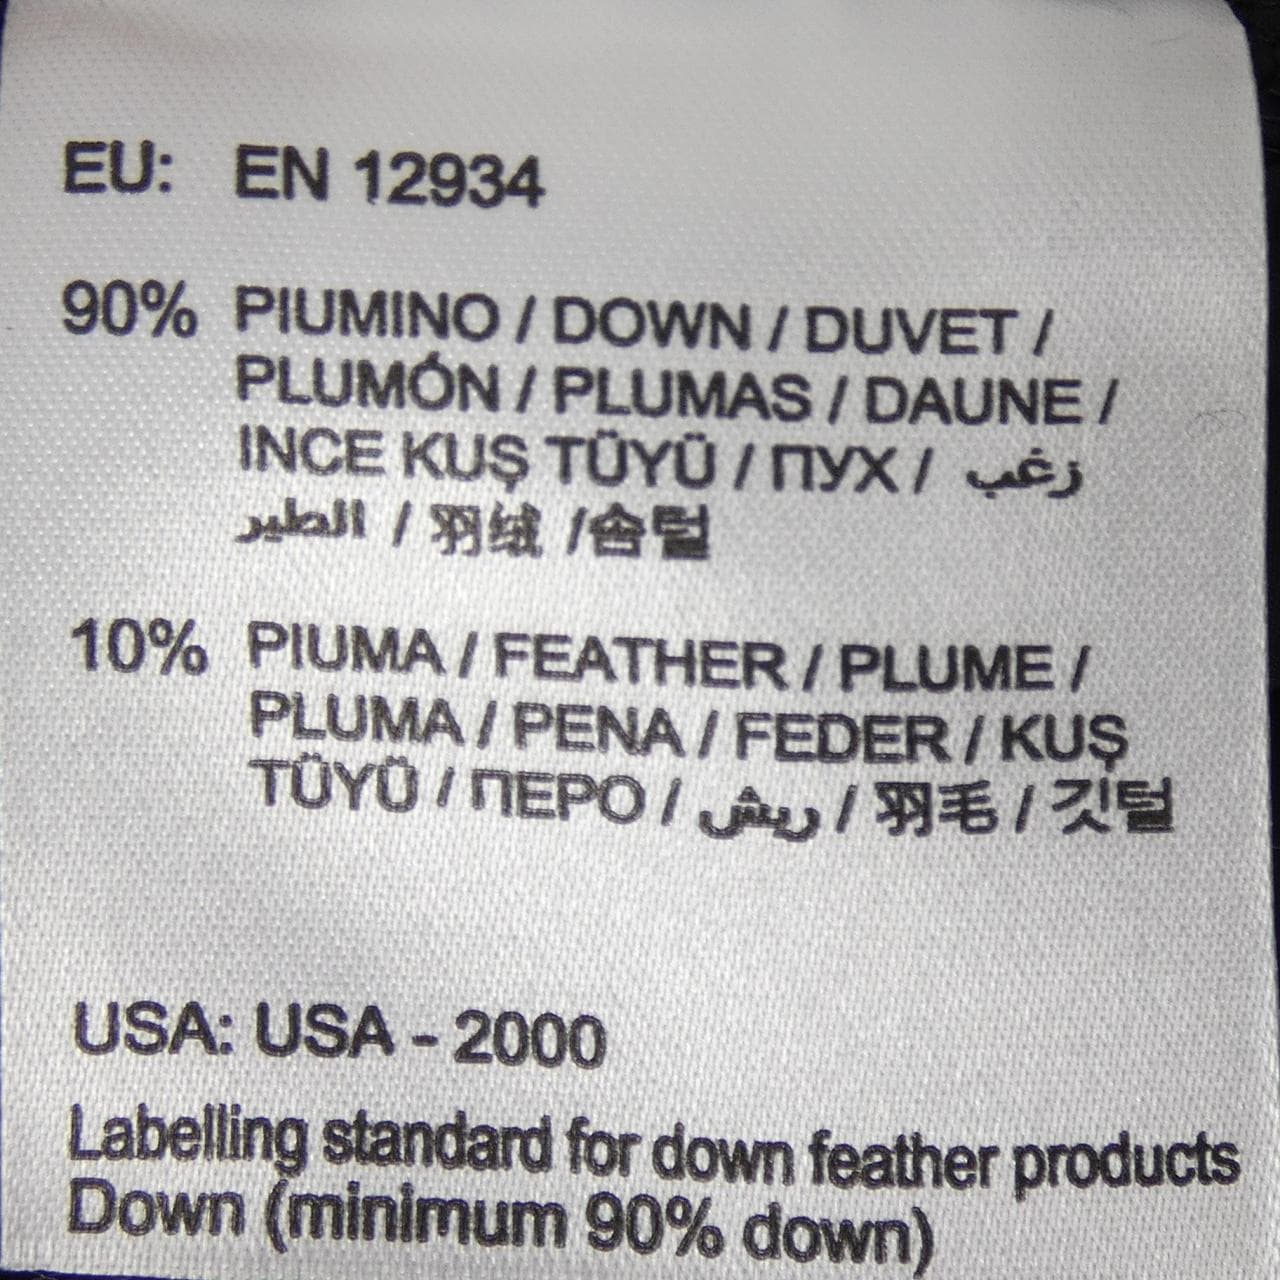 EU: EN 12934
90% PIUMINO / DOWN / DUVET /
PLUMÓN / PLUMAS / DAUNE /
INCE KUŞ TÜYÜ / ПУХ / زغب
الطير / 羽绒 /솜털
10% PIUMA / FEATHER / PLUME /
PLUMA / PENA / FEDER / KUŞ
TÜYÜ / ПЕРО / ريش / 羽毛 / 깃털
USA: USA - 2000
Labelling standard for down feather products
Down (minimum 90% down)